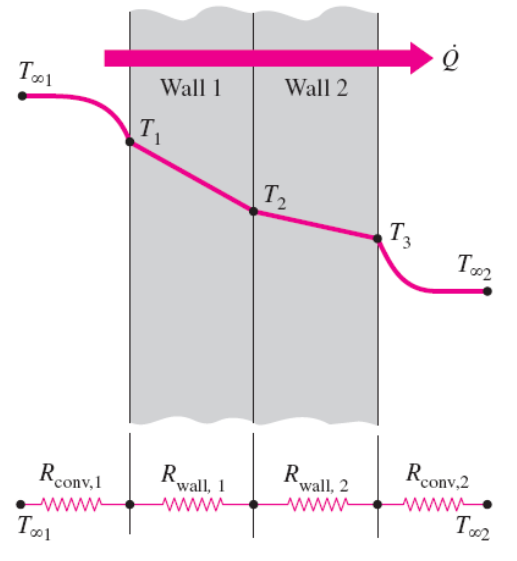 Q̇
T∞1
Wall 1 Wall 2
T1
T2
T3
T∞2
Rconv,1 Rwall, 1 Rwall, 2 Rconv,2
T∞1 T∞2